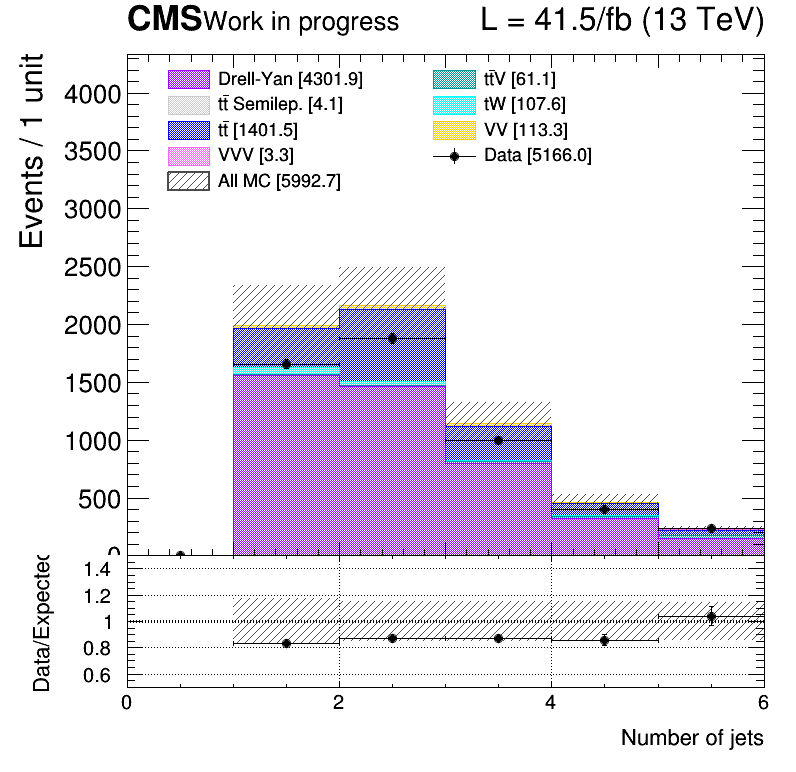 CMS Work in progress L = 41.5/fb (13 TeV)
Events / 1 unit
4000
3500
3000
2500
2000
1500
1000
500
0
Drell-Yan [4301.9]
tt̄ Semilep. [4.1]
tt̄ [1401.5]
VVV [3.3]
All MC [5992.7]
tt̄V [61.1]
tW [107.6]
VV [113.3]
Data [5166.0]
Data/Expected
1.4
1.2
1
0.8
0.6
0 2 4 6
Number of jets